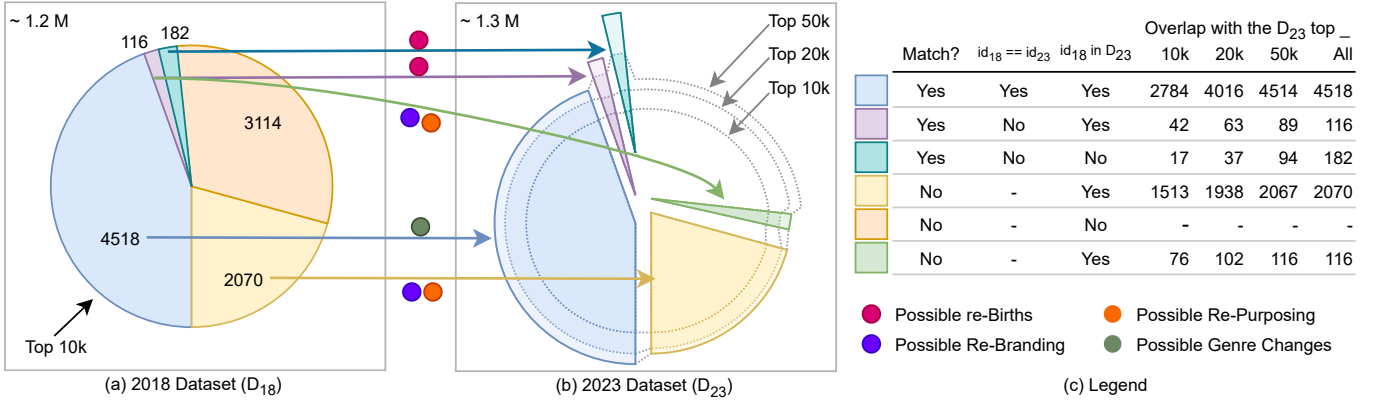 ~ 1.2 M
116
182
3114
4518
2070
Top 10k
(a) 2018 Dataset (D18)
~ 1.3 M
Top 50k
Top 20k
Top 10k
(b) 2023 Dataset (D23)
Overlap with the D23 top _
Match? id18 == id23 id18 in D23 10k 20k 50k All
Yes Yes Yes 2784 4016 4514 4518
Yes No Yes 42 63 89 116
Yes No No 17 37 94 182
No - Yes 1513 1938 2067 2070
No - No - - - -
No - Yes 76 102 116 116
Possible re-Births Possible Re-Purposing
Possible Re-Branding Possible Genre Changes
(c) Legend